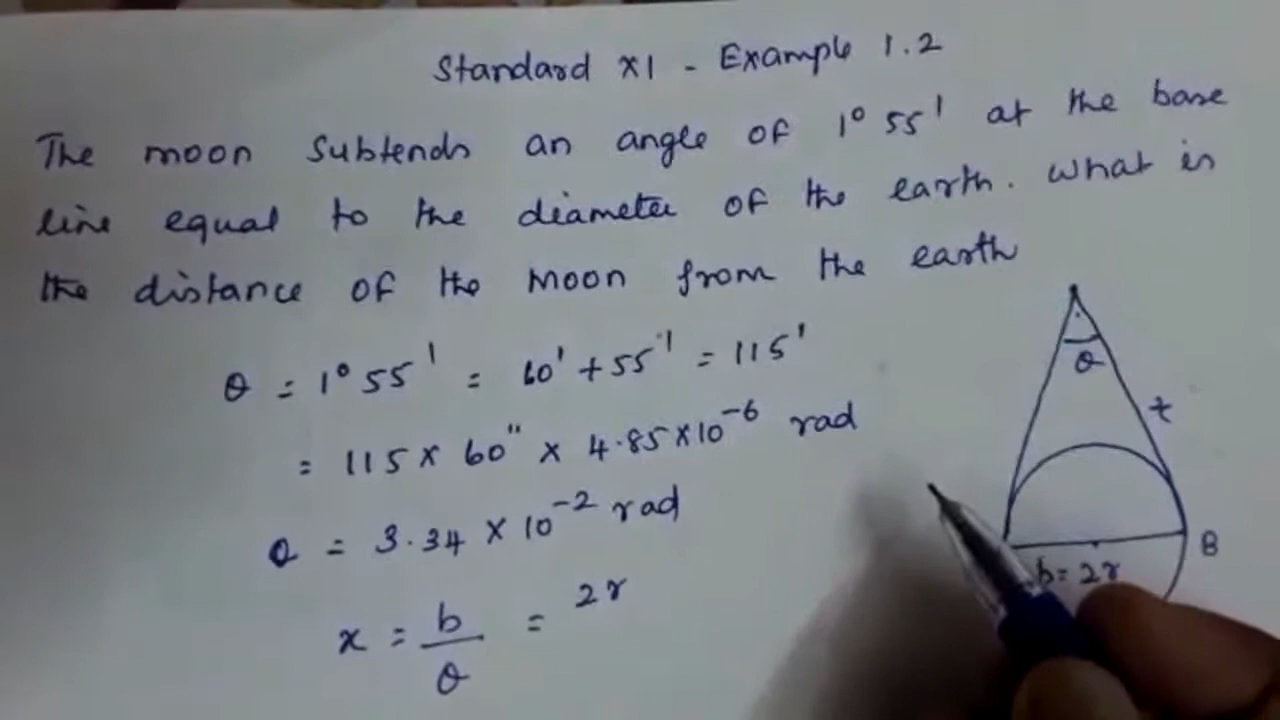 Standard XI - Example 1.2
The moon subtends an angle of 1° 55' at the base
line equal to the diameter of the earth. What is
the distance of the moon from the earth
θ = 1° 55' = 60' + 55' = 115'
= 115 × 60" × 4.85 × 10⁻⁶ rad
θ = 3.34 × 10⁻² rad
x = b/θ = 2r
θ
x
B
b = 2r